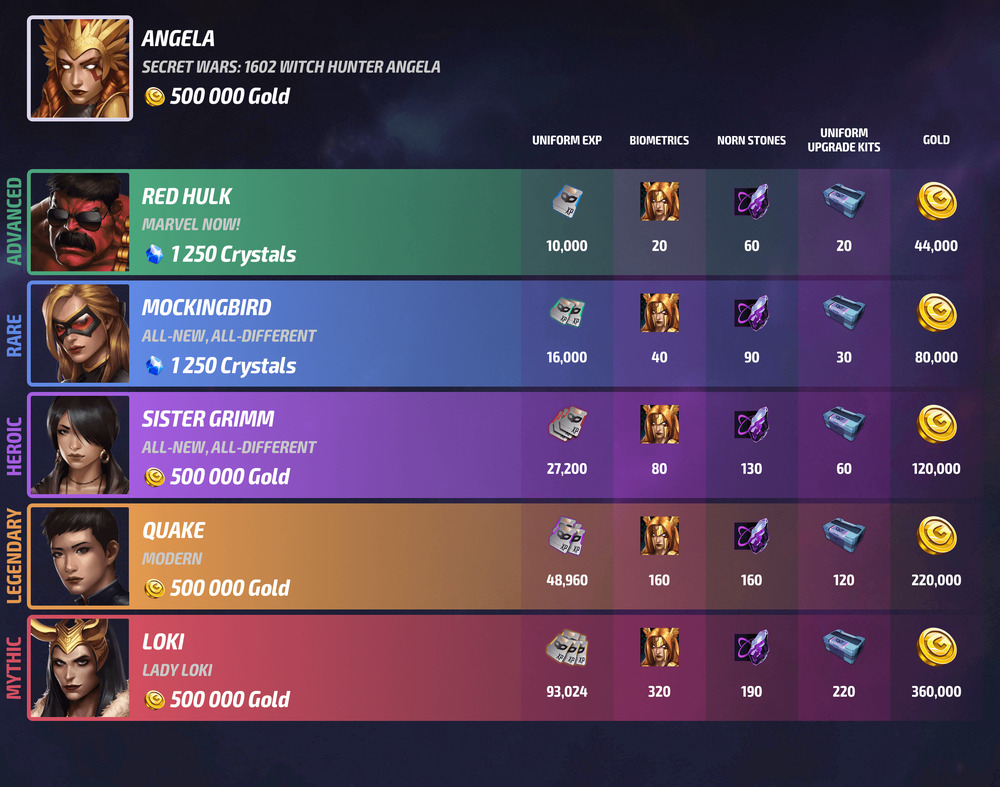 ANGELA
SECRET WARS: 1602 WITCH HUNTER ANGELA
500 000 Gold
UNIFORM EXP BIOMETRICS NORN STONES UNIFORM UPGRADE KITS GOLD
ADVANCED
RED HULK
MARVEL NOW!
1 250 Crystals
10,000 20 60 20 44,000
RARE
MOCKINGBIRD
ALL-NEW, ALL-DIFFERENT
1 250 Crystals
16,000 40 90 30 80,000
HEROIC
SISTER GRIMM
ALL-NEW, ALL-DIFFERENT
500 000 Gold
27,200 80 130 60 120,000
LEGENDARY
QUAKE
MODERN
500 000 Gold
48,960 160 160 120 220,000
MYTHIC
LOKI
LADY LOKI
500 000 Gold
93,024 320 190 220 360,000